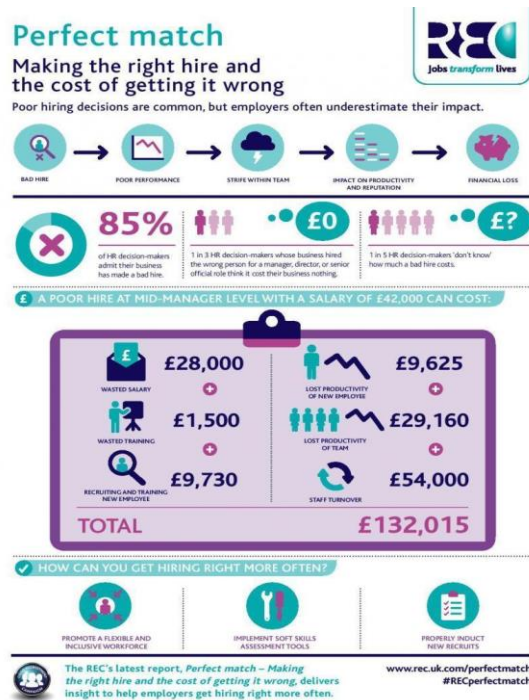 Perfect match
Making the right hire and
the cost of getting it wrong
REC
Jobs transform lives
Poor hiring decisions are common, but employers often underestimate their impact.
BAD HIRE
POOR PERFORMANCE
STRIFE WITHIN TEAM
IMPACT ON PRODUCTIVITY
AND REPUTATION
FINANCIAL LOSS
85%
of HR decision-makers
admit their business
has made a bad hire.
£0
1 in 3 HR decision-makers whose business hired
the wrong person for a manager, director, or senior
official role think it cost their business nothing.
£?
1 in 5 HR decision-makers 'don't know'
how much a bad hire costs.
£ A POOR HIRE AT MID-MANAGER LEVEL WITH A SALARY OF £42,000 CAN COST:
£
£28,000
WASTED SALARY
+
£1,500
WASTED TRAINING
+
£9,730
RECRUITING AND TRAINING
NEW EMPLOYEE
£9,625
LOST PRODUCTIVITY
OF NEW EMPLOYEE
+
£29,160
LOST PRODUCTIVITY
OF TEAM
+
£54,000
STAFF TURNOVER
TOTAL £132,015
HOW CAN YOU GET HIRING RIGHT MORE OFTEN?
PROMOTE A FLEXIBLE AND
INCLUSIVE WORKFORCE
IMPLEMENT SOFT SKILLS
ASSESSMENT TOOLS
PROPERLY INDUCT
NEW RECRUITS
The REC's latest report, Perfect match – Making
the right hire and the cost of getting it wrong, delivers
insight to help employers get hiring right more often.
www.rec.uk.com/perfectmatch
#RECperfectmatch